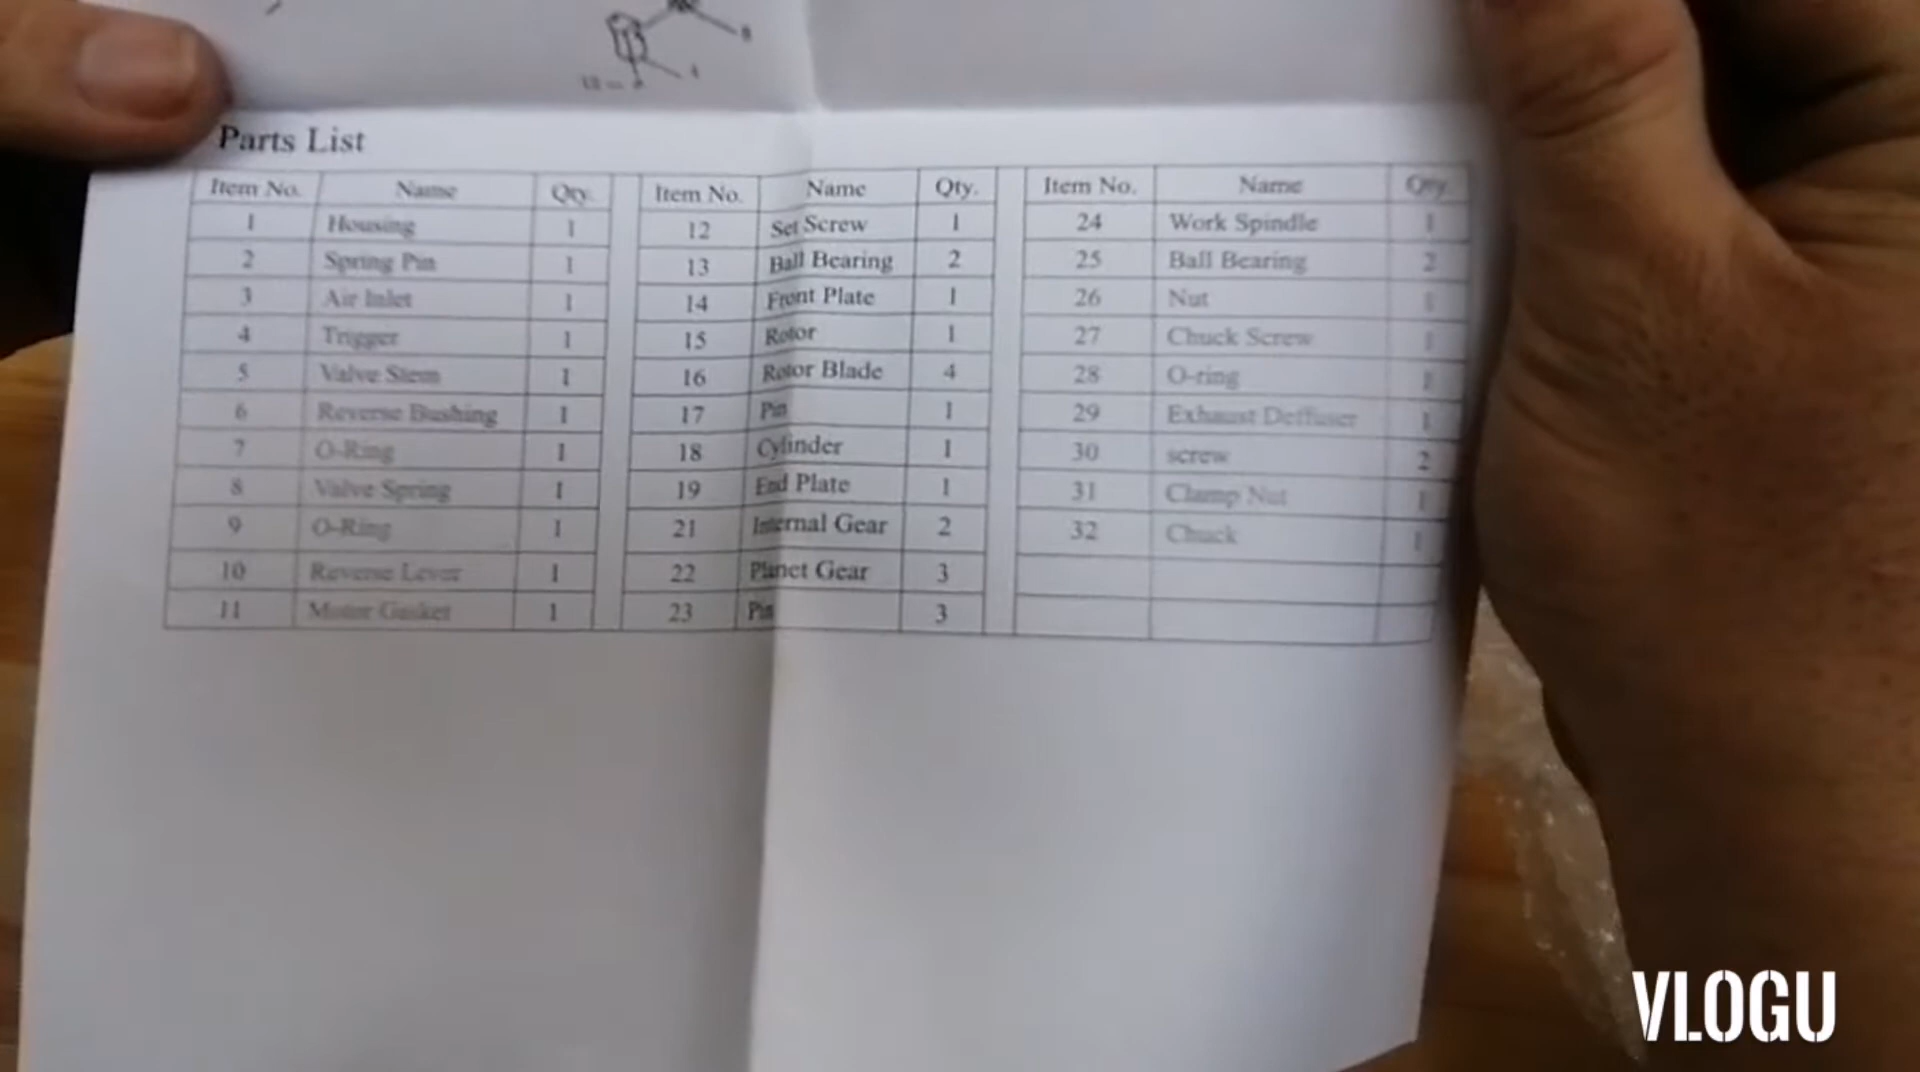 8
4
Parts List
Item No. Name Qty. Item No. Name Qty. Item No. Name Qty
1 Housing 1 12 Set Screw 1 24 Work Spindle 1
2 Spring Pin 1 13 Ball Bearing 2 25 Ball Bearing 2
3 Air Inlet 1 14 Front Plate 1 26 Nut 1
4 Trigger 1 15 Rotor 1 27 Chuck Screw 1
5 Valve Stem 1 16 Rotor Blade 4 28 O-ring 1
6 Reverse Bushing 1 17 Pin 1 29 Exhaust Deffuser 1
7 O-Ring 1 18 Cylinder 1 30 screw 2
8 Valve Spring 1 19 End Plate 1 31 Clamp Nut 1
9 O-Ring 1 21 Internal Gear 2 32 Chuck 1
10 Reverse Lever 1 22 Planet Gear 3
11 Motor Gasket 1 23 Pin 3
VLOGU